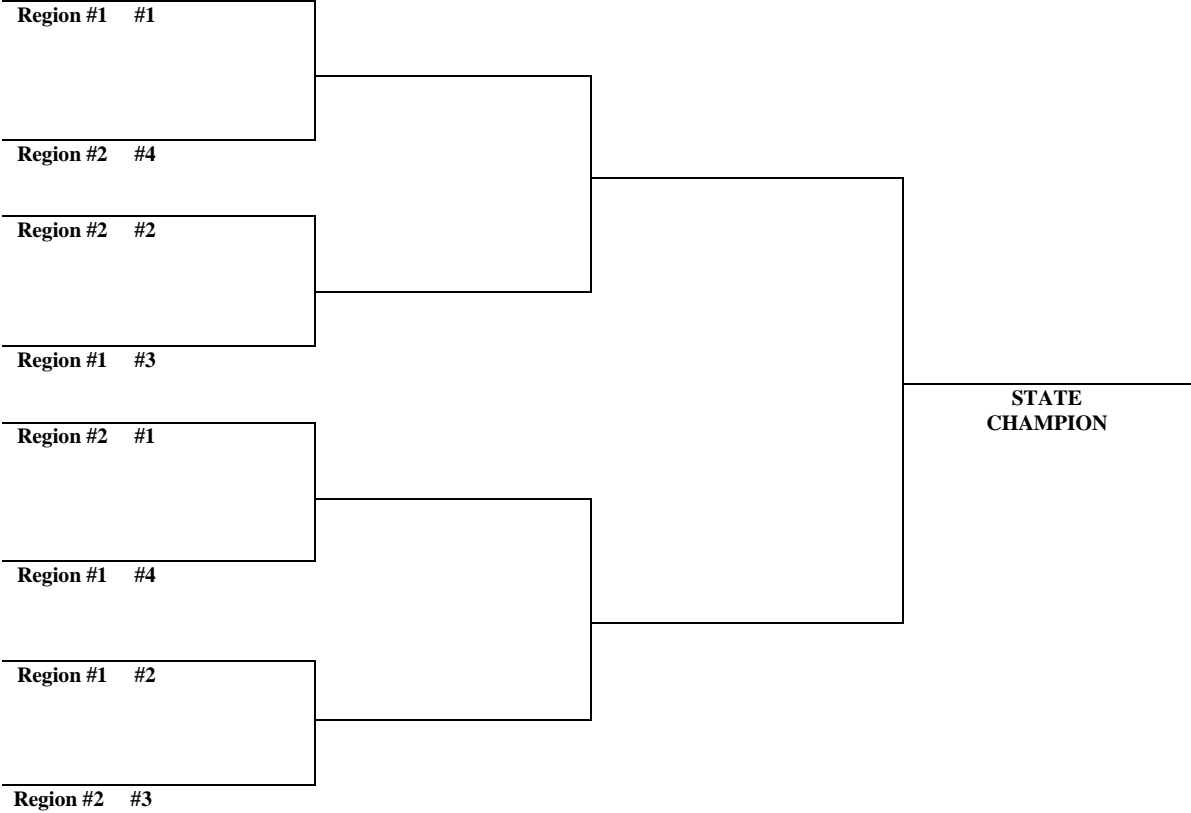 Region #1 #1
Region #2 #4
Region #2 #2
Region #1 #3
Region #2 #1
Region #1 #4
Region #1 #2
Region #2 #3
STATE
CHAMPION